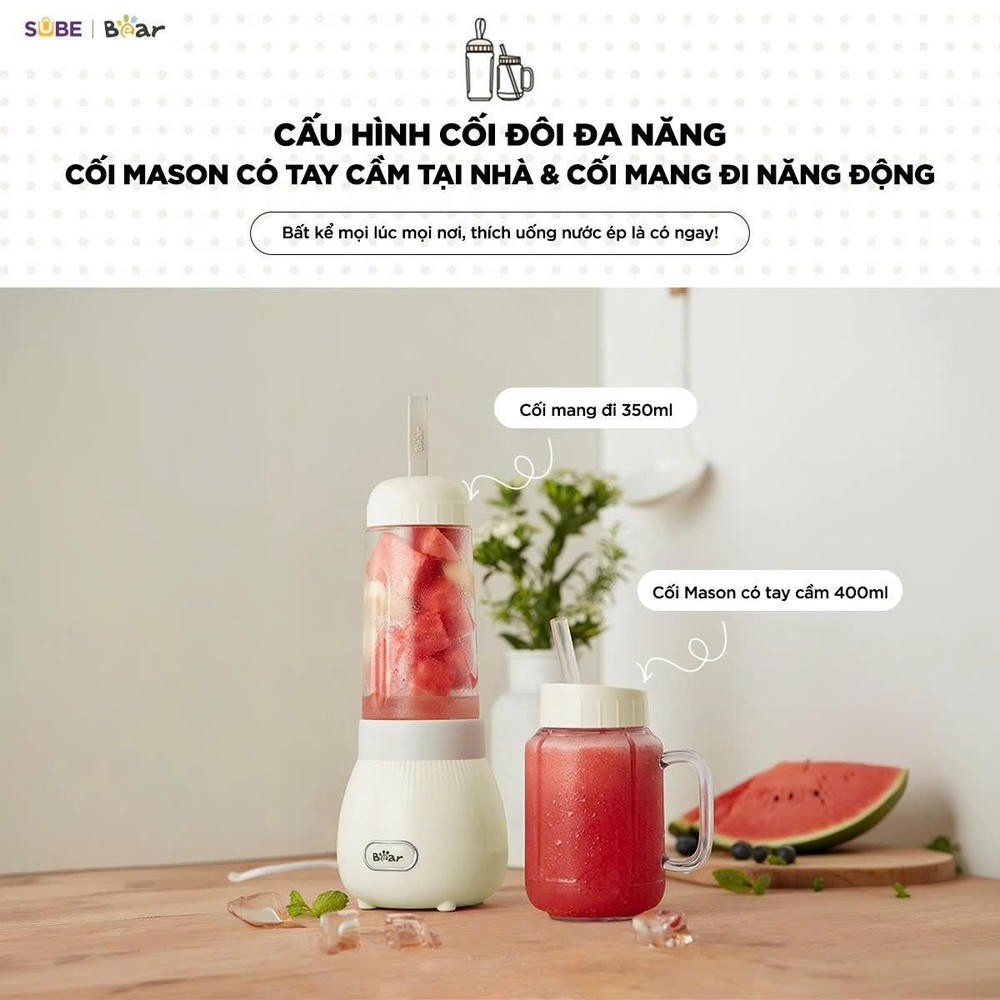 SUBE | Bear
CẤU HÌNH CỐI ĐÔI ĐA NĂNG
CỐI MASON CÓ TAY CẦM TẠI NHÀ & CỐI MANG ĐI NĂNG ĐỘNG
Bất kể mọi lúc mọi nơi, thích uống nước ép là có ngay!
Cối mang đi 350ml
Bear
Cối Mason có tay cầm 400ml
Bear